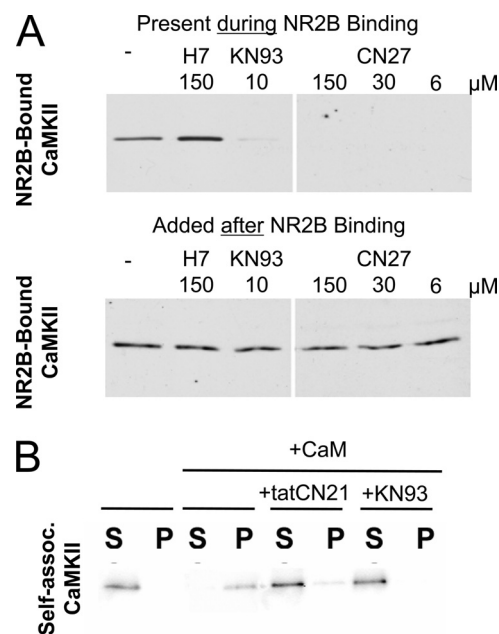 A
Present during NR2B Binding
- H7 KN93 CN27
150 10 150 30 6 μM
NR2B-Bound
CaMKII
Added after NR2B Binding
- H7 KN93 CN27
150 10 150 30 6 μM
NR2B-Bound
CaMKII
B
+CaM
+tatCN21 +KN93
S P S P S P S P
Self-assoc.
CaMKII